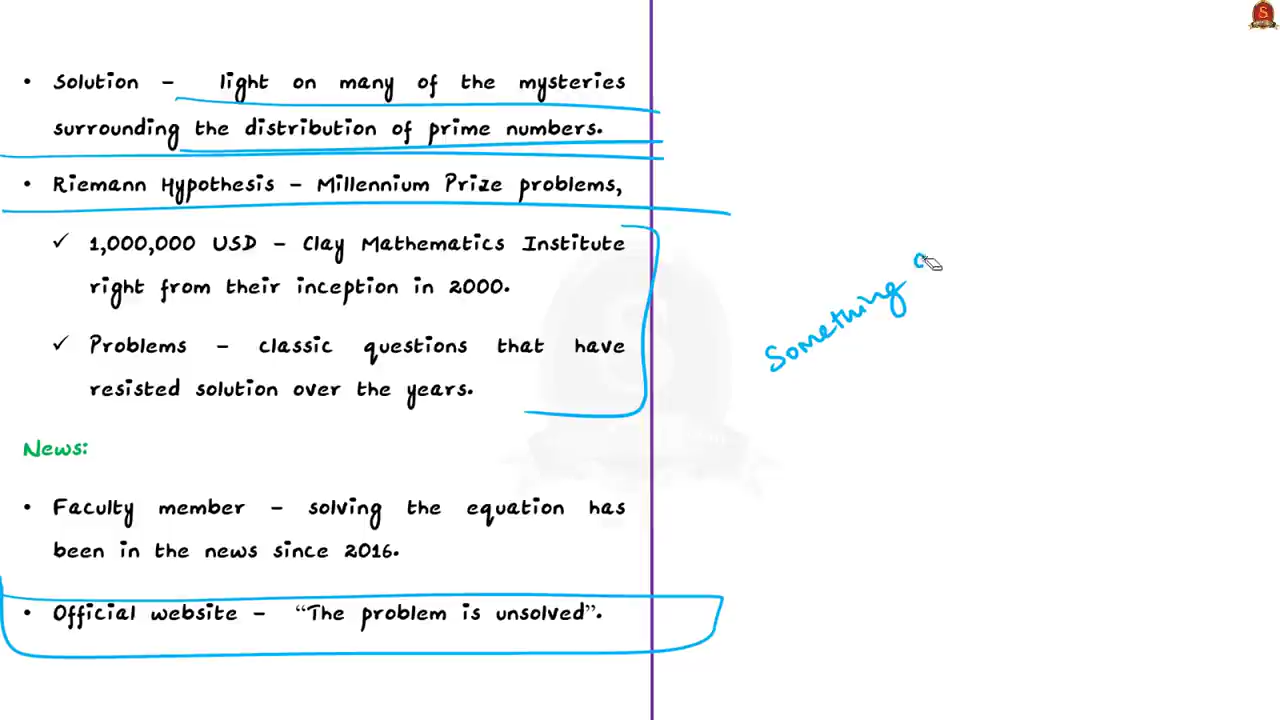 • Solution – light on many of the mysteries
surrounding the distribution of prime numbers.
• Riemann Hypothesis – Millennium Prize problems,
✓ 1,000,000 USD – Clay Mathematics Institute
right from their inception in 2000.
✓ Problems – classic questions that have
resisted solution over the years.
News:
• Faculty member – solving the equation has
been in the news since 2016.
• Official website – “The problem is unsolved”.
Something